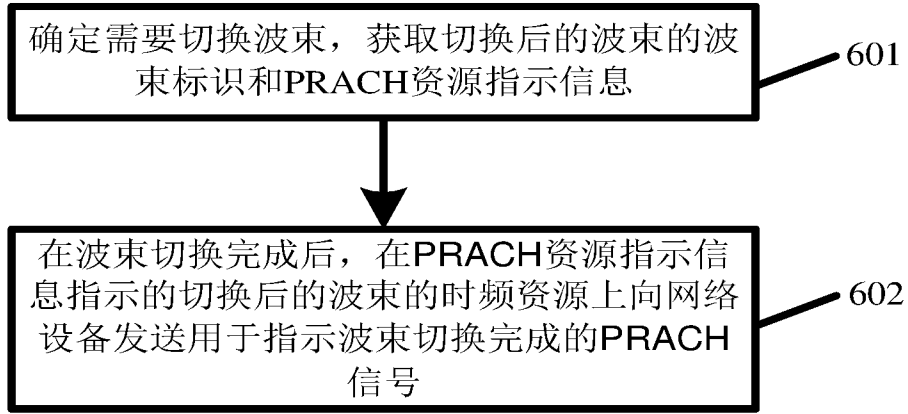 确定需要切换波束，获取切换后的波束的波
束标识和PRACH资源指示信息
601
在波束切换完成后，在PRACH资源指示信
息指示的切换后的波束的时频资源上向网络
设备发送用于指示波束切换完成的PRACH
信号
602